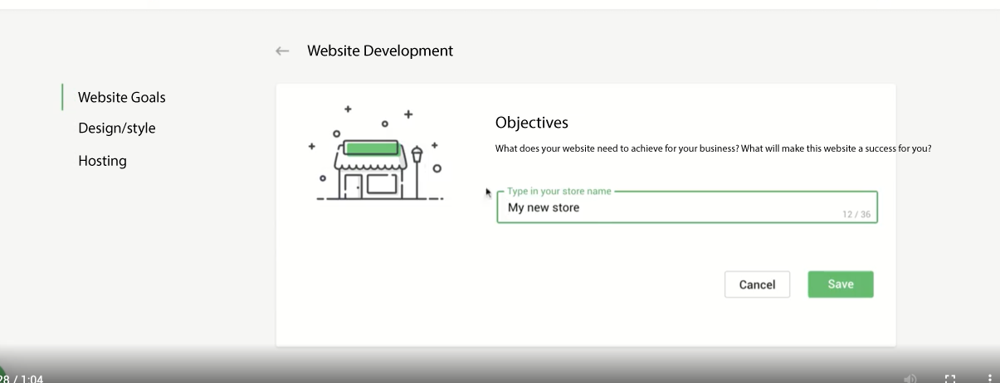 Website Development
Website Goals
Design/style
Hosting
Objectives
What does your website need to achieve for your business? What will make this website a success for you?
Type in your store name
My new store
12 / 36
Cancel
Save
28 / 1:04